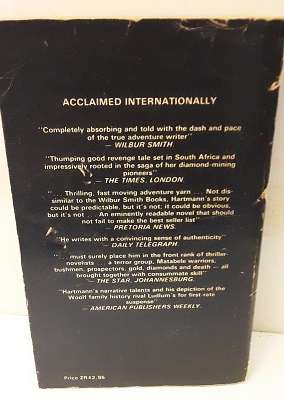 ACCLAIMED INTERNATIONALLY
"Completely absorbing and told with the dash and pace
of the true adventure writer"
— WILBUR SMITH.
"Thumping good revenge tale set in South Africa and
impressively rooted in the saga of her diamond-mining
pioneers"
— THE TIMES, LONDON.
". . . Thrilling, fast moving adventure yarn . . . Not dis-
similar to the Wilbur Smith Books, Hartmann's story
could be predictable, but it's not; it could be obvious,
but it's not . . . An eminently readable novel that should
not fail to make the best seller list"
— PRETORIA NEWS.
"He writes with a convincing sense of authenticity"
— DAILY TELEGRAPH.
". . . must surely place him in the front rank of thriller-
novelists . . . a terror group, Matabele warriors,
bushman, prospectors, gold, diamonds and death — all
brought together with consummate skill"
— THE STAR, JOHANNESBURG.
"Hartmann's narrative talents and his depiction of the
Woolf family history rival Ludlum's for first-rate
suspense"
— AMERICAN PUBLISHERS WEEKLY.
Price ZR42.95